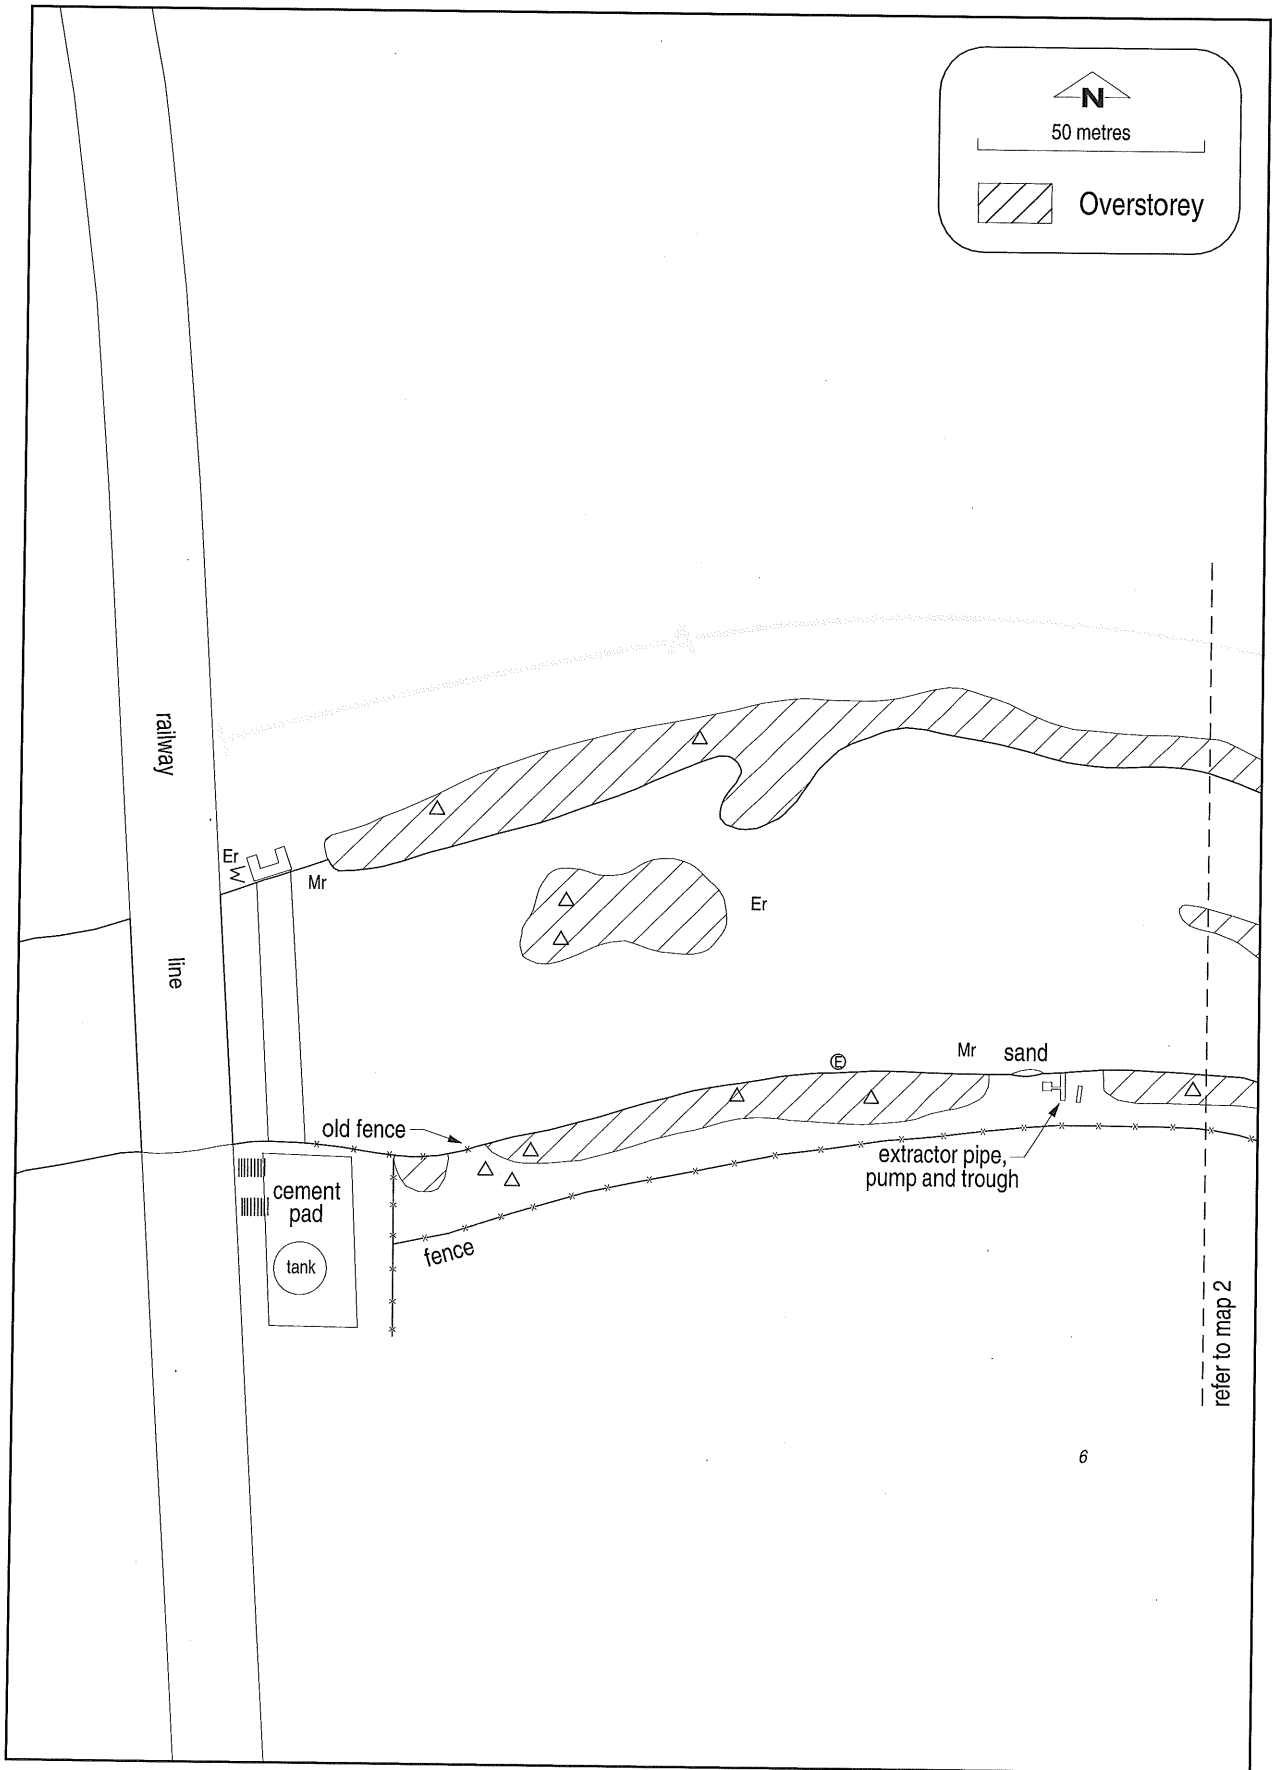 N
50 metres
Overstorey
A
railway
line
Er
W
Mr
Er
E
Mr
sand
old fence
extractor pipe,
pump and trough
cement
pad
tank
fence
refer to map 2
6